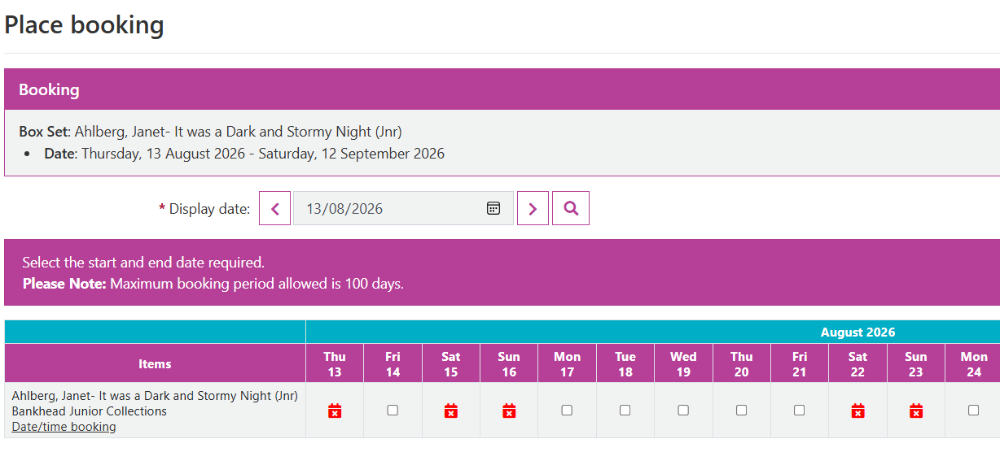 Place booking
Booking
Box Set: Ahlberg, Janet- It was a Dark and Stormy Night (Jnr)
• Date: Thursday, 13 August 2026 - Saturday, 12 September 2026
* Display date: 13/08/2026
Select the start and end date required.
Please Note: Maximum booking period allowed is 100 days.
August 2026
Items Thu 13 Fri 14 Sat 15 Sun 16 Mon 17 Tue 18 Wed 19 Thu 20 Fri 21 Sat 22 Sun 23 Mon 24
Ahlberg, Janet- It was a Dark and Stormy Night (Jnr)
Bankhead Junior Collections
Date/time booking